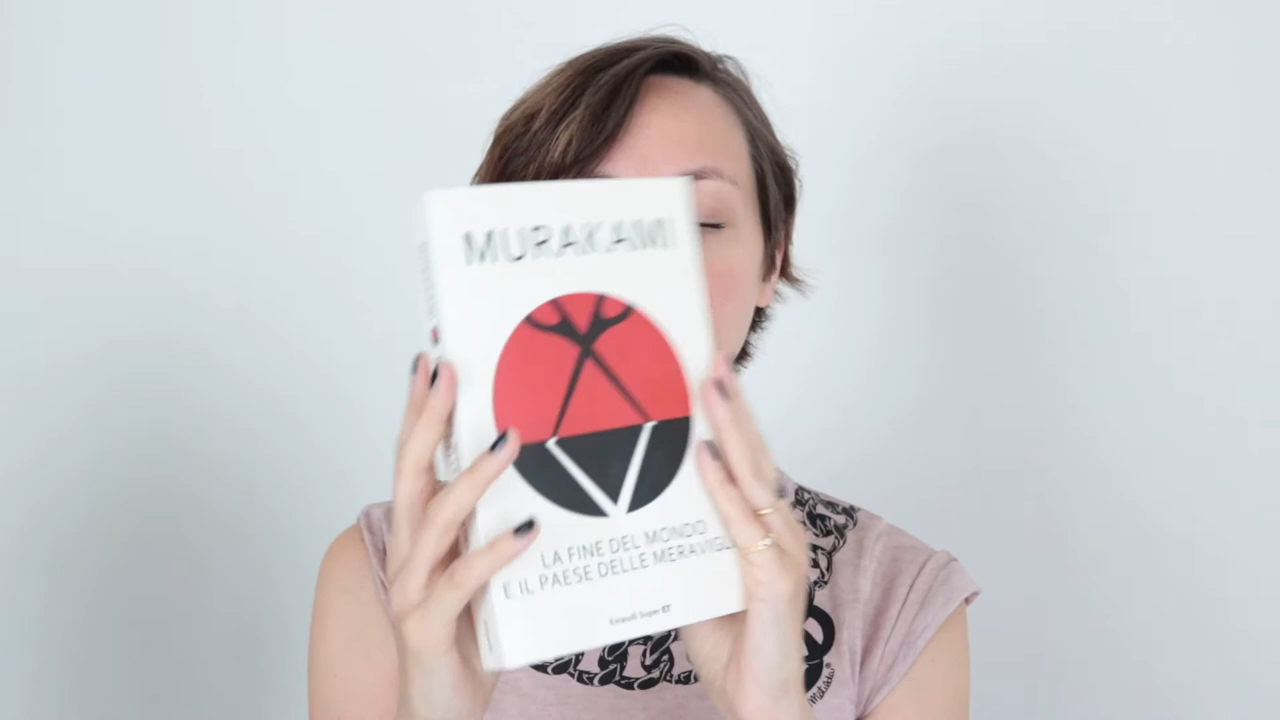 MURAKAMI
LA FINE DEL MONDO
E IL PAESE DELLE
Einaudi Super ET